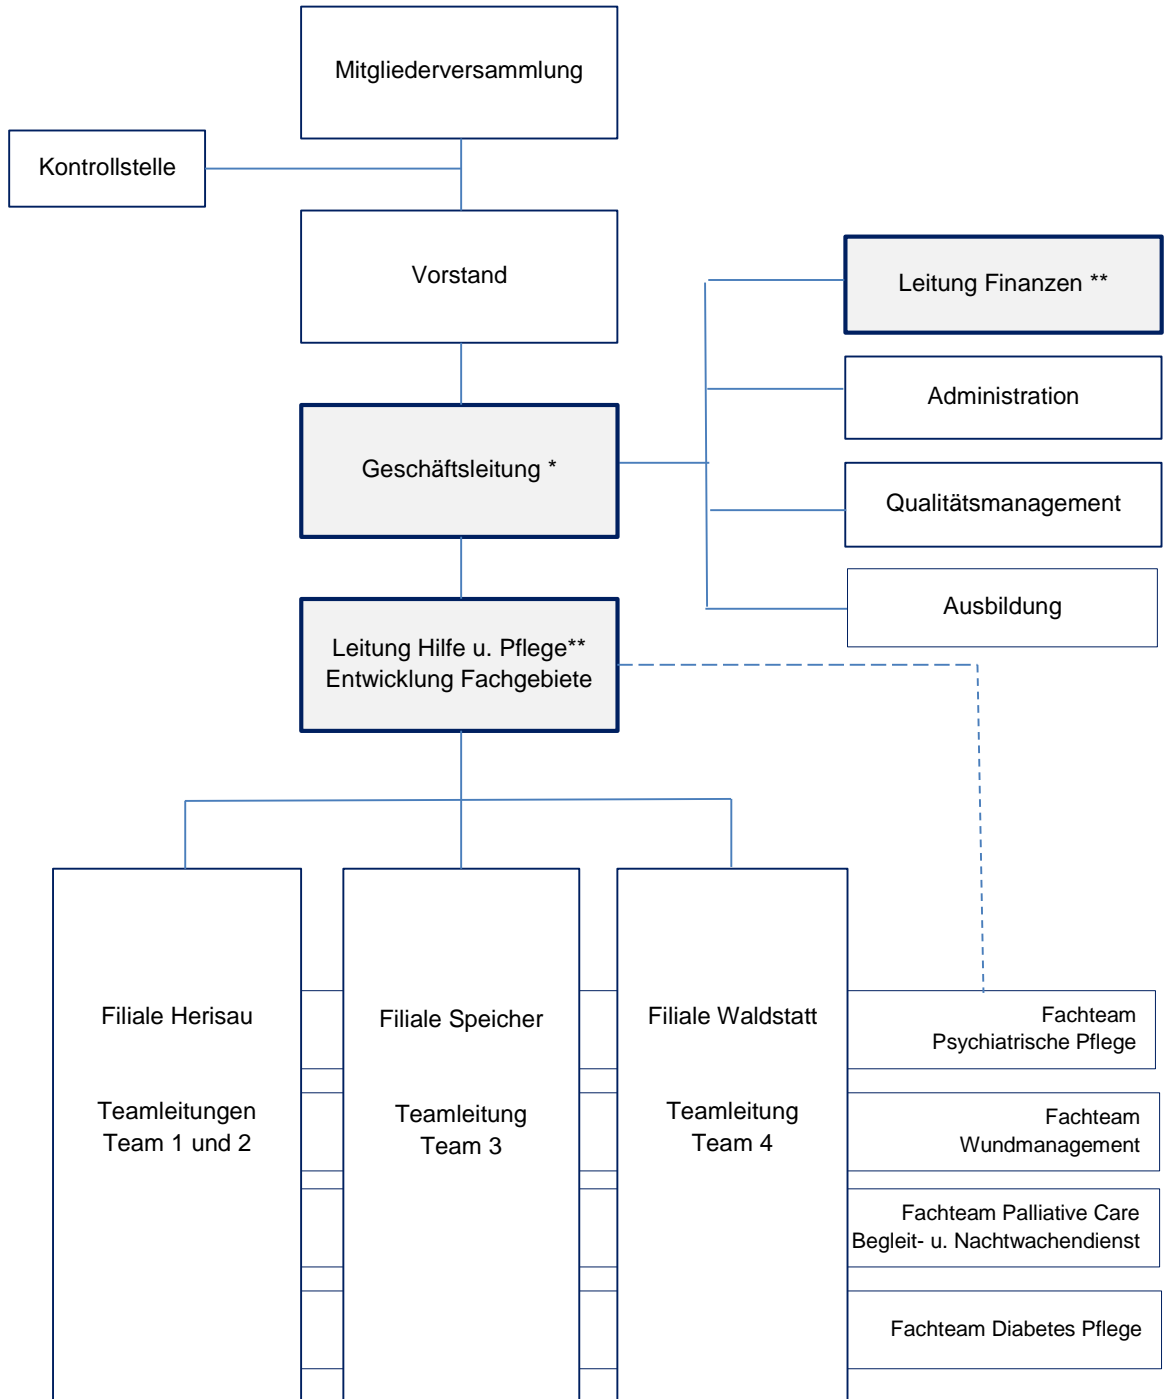 Mitgliederversammlung
Kontrollstelle
Vorstand
Leitung Finanzen **
Administration
Geschäftsleitung *
Qualitätsmanagement
Ausbildung
Leitung Hilfe u. Pflege**
Entwicklung Fachgebiete
Filiale Herisau
Teamleitungen
Team 1 und 2
Filiale Speicher
Teamleitung
Team 3
Filiale Waldstatt
Teamleitung
Team 4
Fachteam
Psychiatrische Pflege
Fachteam
Wundmanagement
Fachteam Palliative Care
Begleit- u. Nachtwachendienst
Fachteam Diabetes Pflege